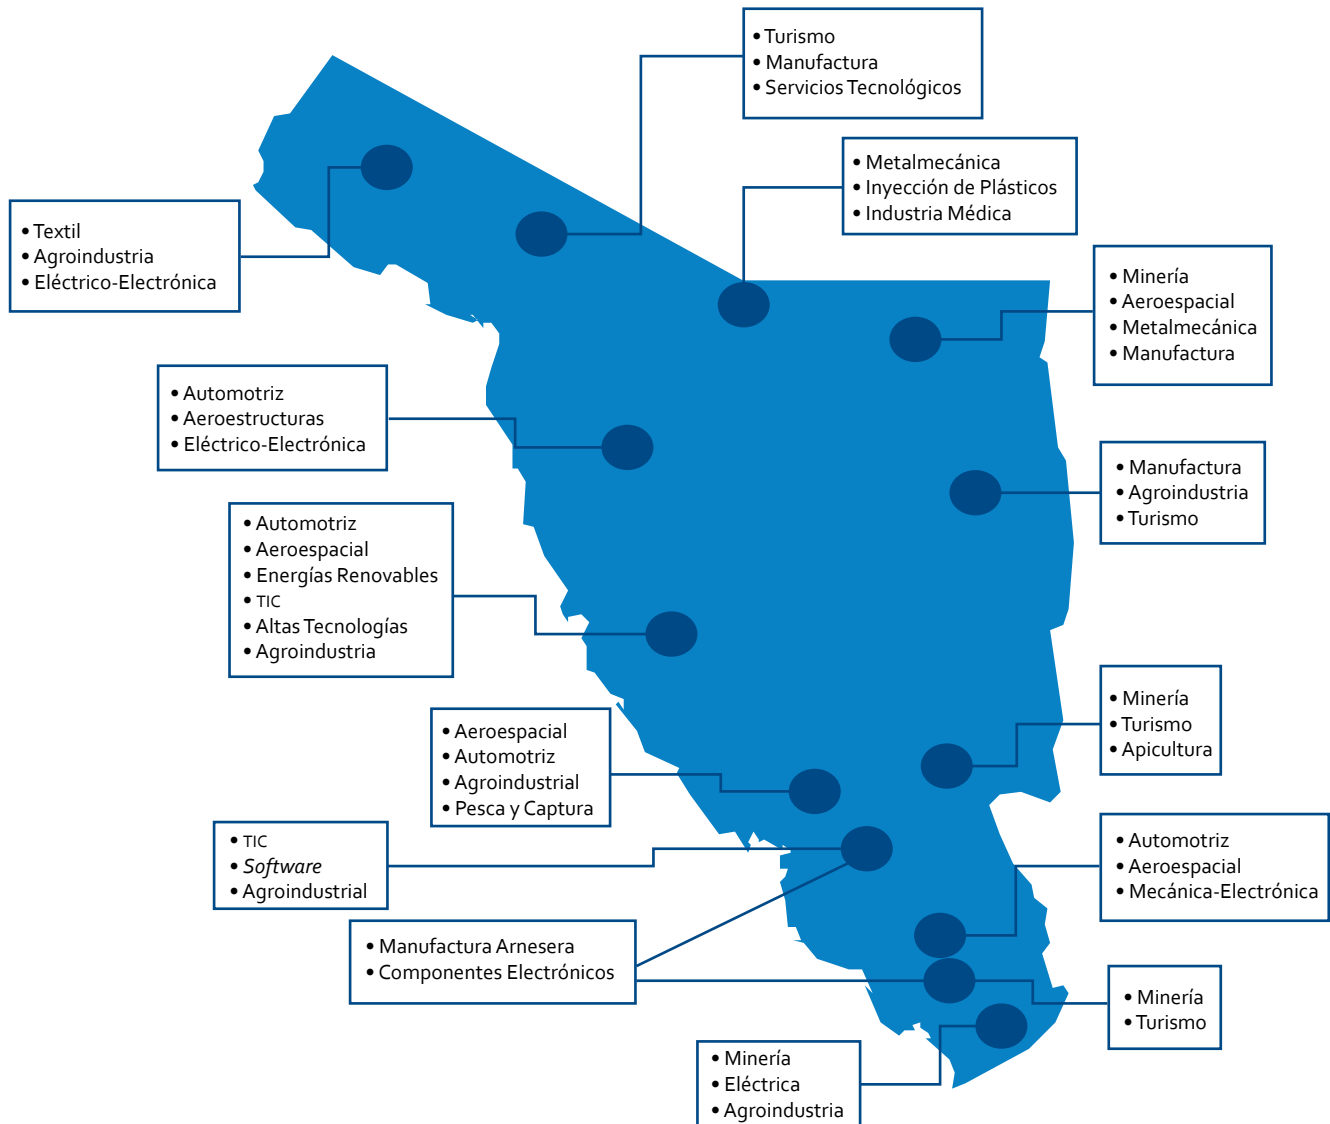 • Turismo
• Manufactura
• Servicios Tecnológicos
• Metalmecánica
• Inyección de Plásticos
• Industria Médica
• Textil
• Agroindustria
• Eléctrico-Electrónica
• Minería
• Aeroespacial
• Metalmecánica
• Manufactura
• Automotriz
• Aeroestructuras
• Eléctrico-Electrónica
• Manufactura
• Agroindustria
• Turismo
• Automotriz
• Aeroespacial
• Energías Renovables
• TIC
• Altas Tecnologías
• Agroindustria
• Minería
• Turismo
• Apicultura
• Aeroespacial
• Automotriz
• Agroindustrial
• Pesca y Captura
• TIC
• Software
• Agroindustrial
• Automotriz
• Aeroespacial
• Mecánica-Electrónica
• Manufactura Arnesera
• Componentes Electrónicos
• Minería
• Turismo
• Minería
• Eléctrica
• Agroindustria